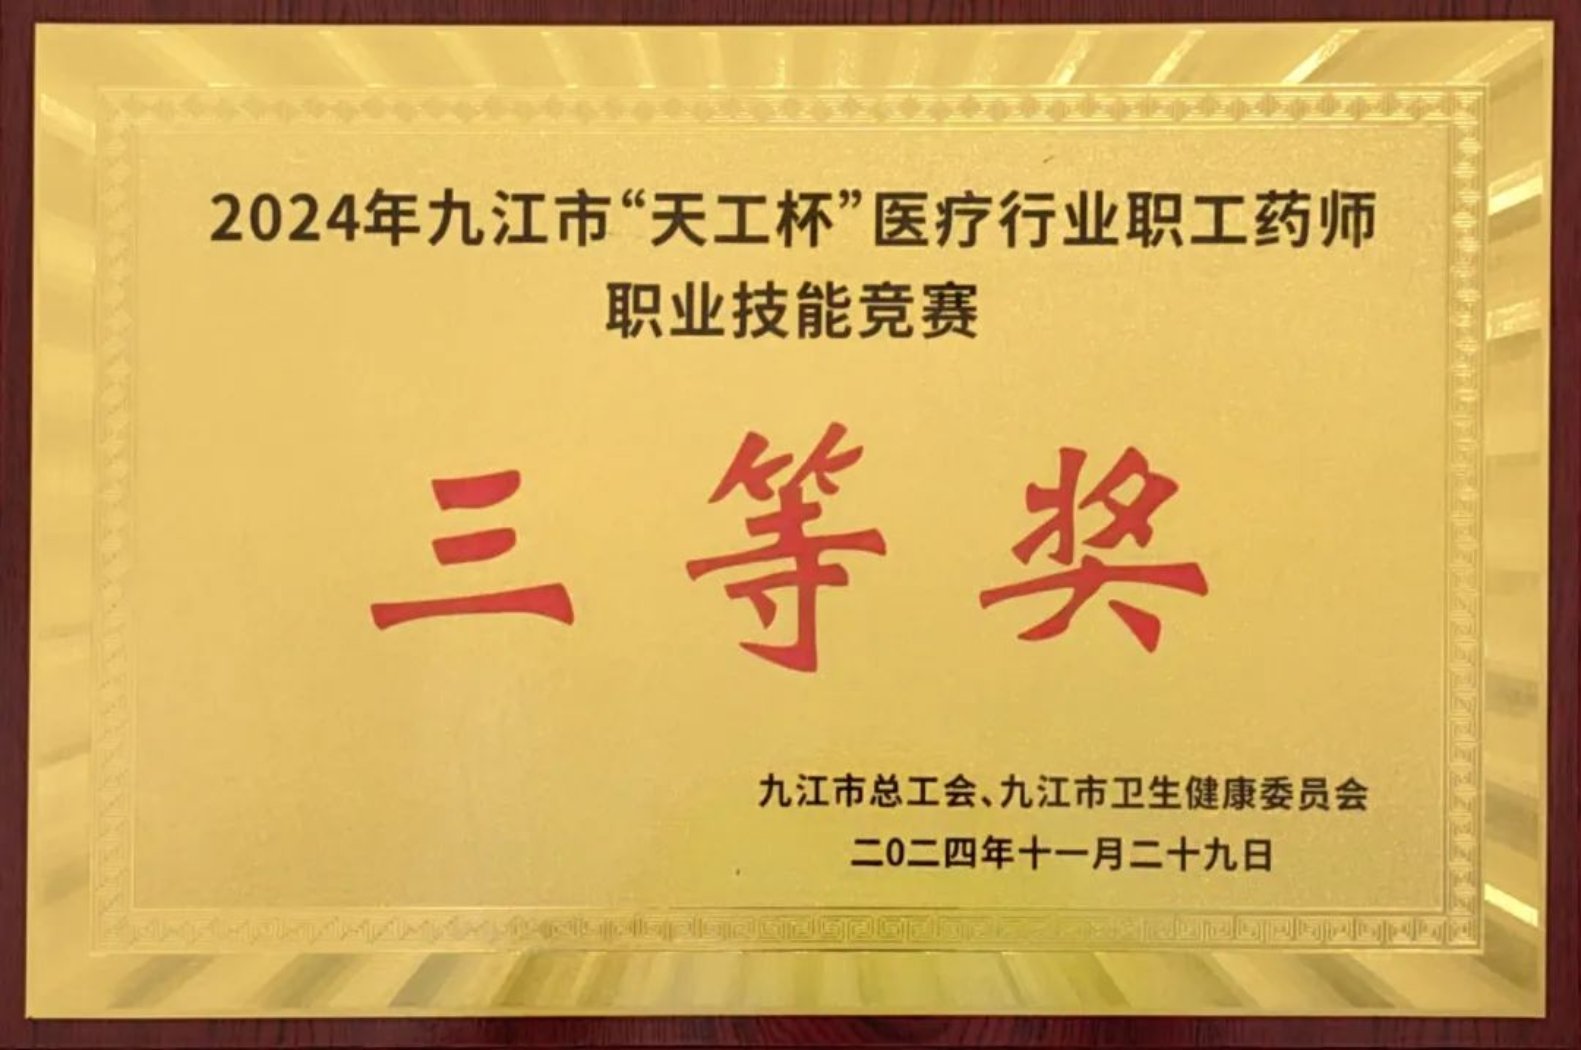 2024年九江市“天工杯”医疗行业职工药师
职业技能竞赛
三等奖
九江市总工会、九江市卫生健康委员会
二0二四年十一月二十九日